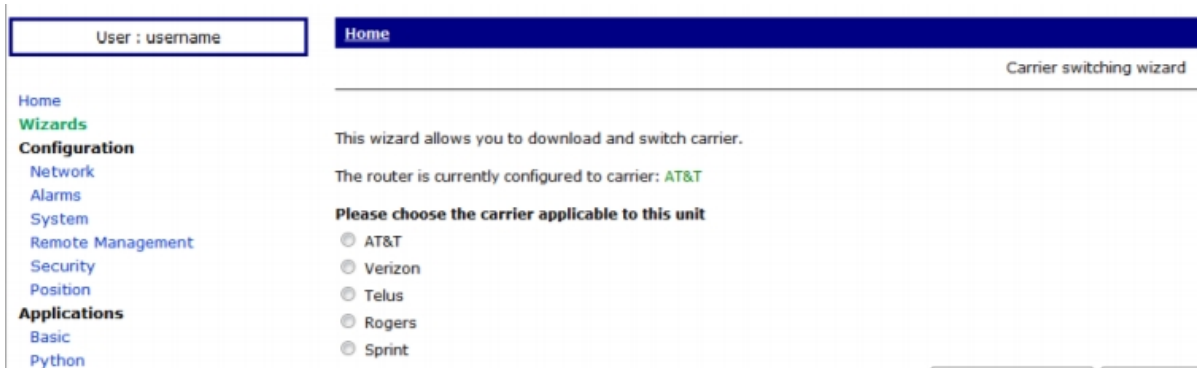 User : username
Home
Wizards
Configuration
Network
Alarms
System
Remote Management
Security
Position
Applications
Basic
Python
Home
Carrier switching wizard
This wizard allows you to download and switch carrier.
The router is currently configured to carrier: AT&T
Please choose the carrier applicable to this unit
AT&T
Verizon
Telus
Rogers
Sprint